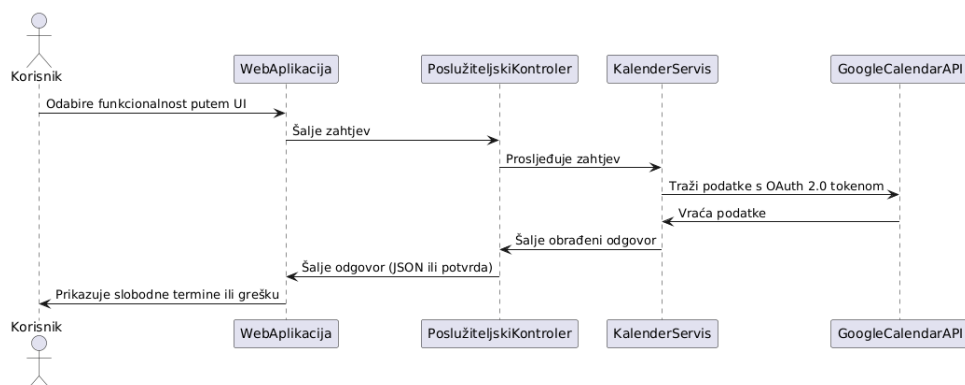 Korisnik
WebAplikacija
PoslužiteljskiKontroler
KalenderServis
GoogleCalendarAPI
Odabire funkcionalnost putem UI
Šalje zahtjev
Prosljeđuje zahtjev
Traži podatke s OAuth 2.0 tokenom
Vraća podatke
Šalje obrađeni odgovor
Šalje odgovor (JSON ili potvrda)
Prikazuje slobodne termine ili grešku
Korisnik
WebAplikacija
PoslužiteljskiKontroler
KalenderServis
GoogleCalendarAPI